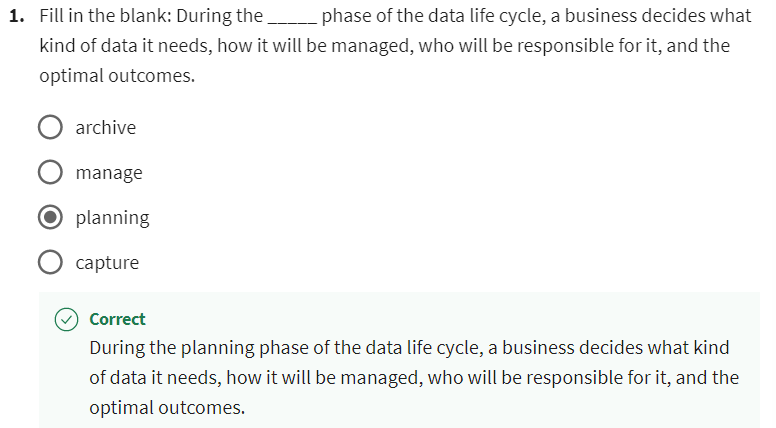 1. Fill in the blank: During the _____ phase of the data life cycle, a business decides what
kind of data it needs, how it will be managed, who will be responsible for it, and the
optimal outcomes.
archive
manage
planning
capture
Correct
During the planning phase of the data life cycle, a business decides what kind
of data it needs, how it will be managed, who will be responsible for it, and the
optimal outcomes.